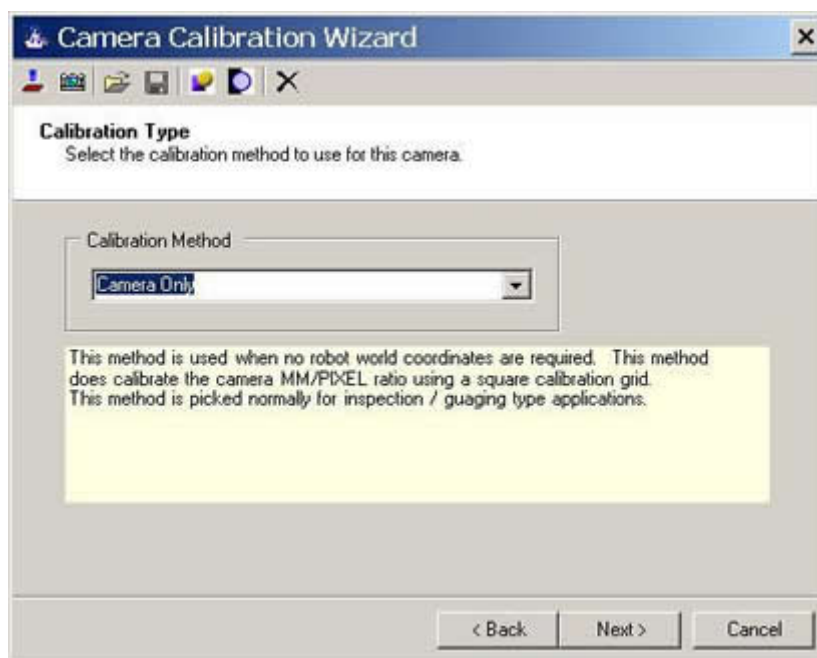 Camera Calibration Wizard
Calibration Type
Select the calibration method to use for this camera.
Calibration Method
Camera Only
This method is used when no robot world coordinates are required. This method
does calibrate the camera MM/PIXEL ratio using a square calibration grid.
This method is picked normally for inspection / guaging type applications.
< Back
Next >
Cancel